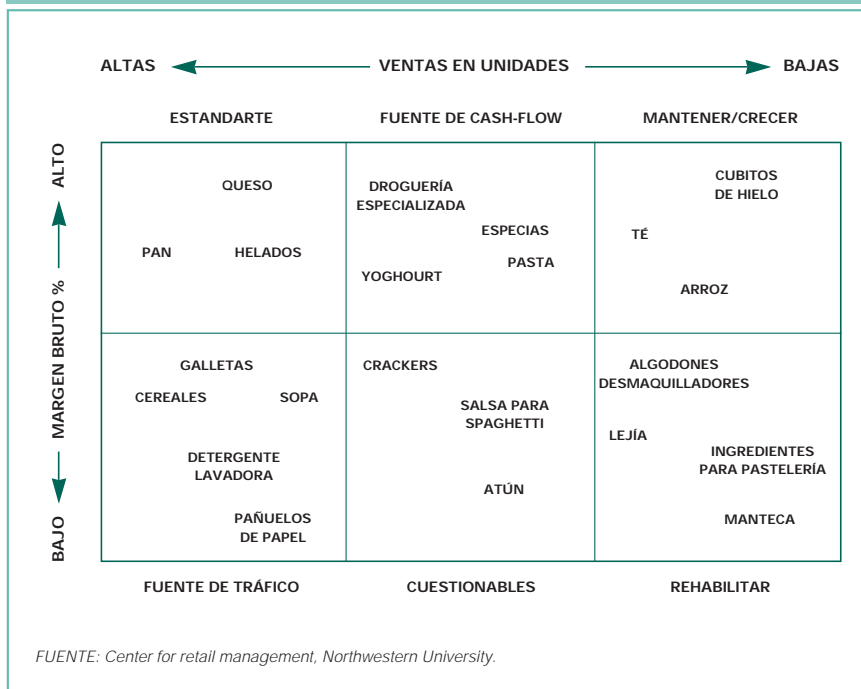 ALTAS VENTAS EN UNIDADES BAJAS
ESTANDARTE FUENTE DE CASH-FLOW MANTENER/CRECER
ALTO
MARGEN BRUTO %
BAJO
QUESO
PAN HELADOS
DROGUERÍA
ESPECIALIZADA
ESPECIAS
YOGHOURT PASTA
CUBITOS
DE HIELO
TÉ
ARROZ
GALLETAS
CEREALES SOPA
DETERGENTE
LAVADORA
PAÑUELOS
DE PAPEL
CRACKERS
SALSA PARA
SPAGHETTI
ATÚN
ALGODONES
DESMAQUILLADORES
LEJÍA
INGREDIENTES
PARA PASTELERÍA
MANTECA
FUENTE DE TRÁFICO CUESTIONABLES REHABILITAR
FUENTE: Center for retail management, Northwestern University.